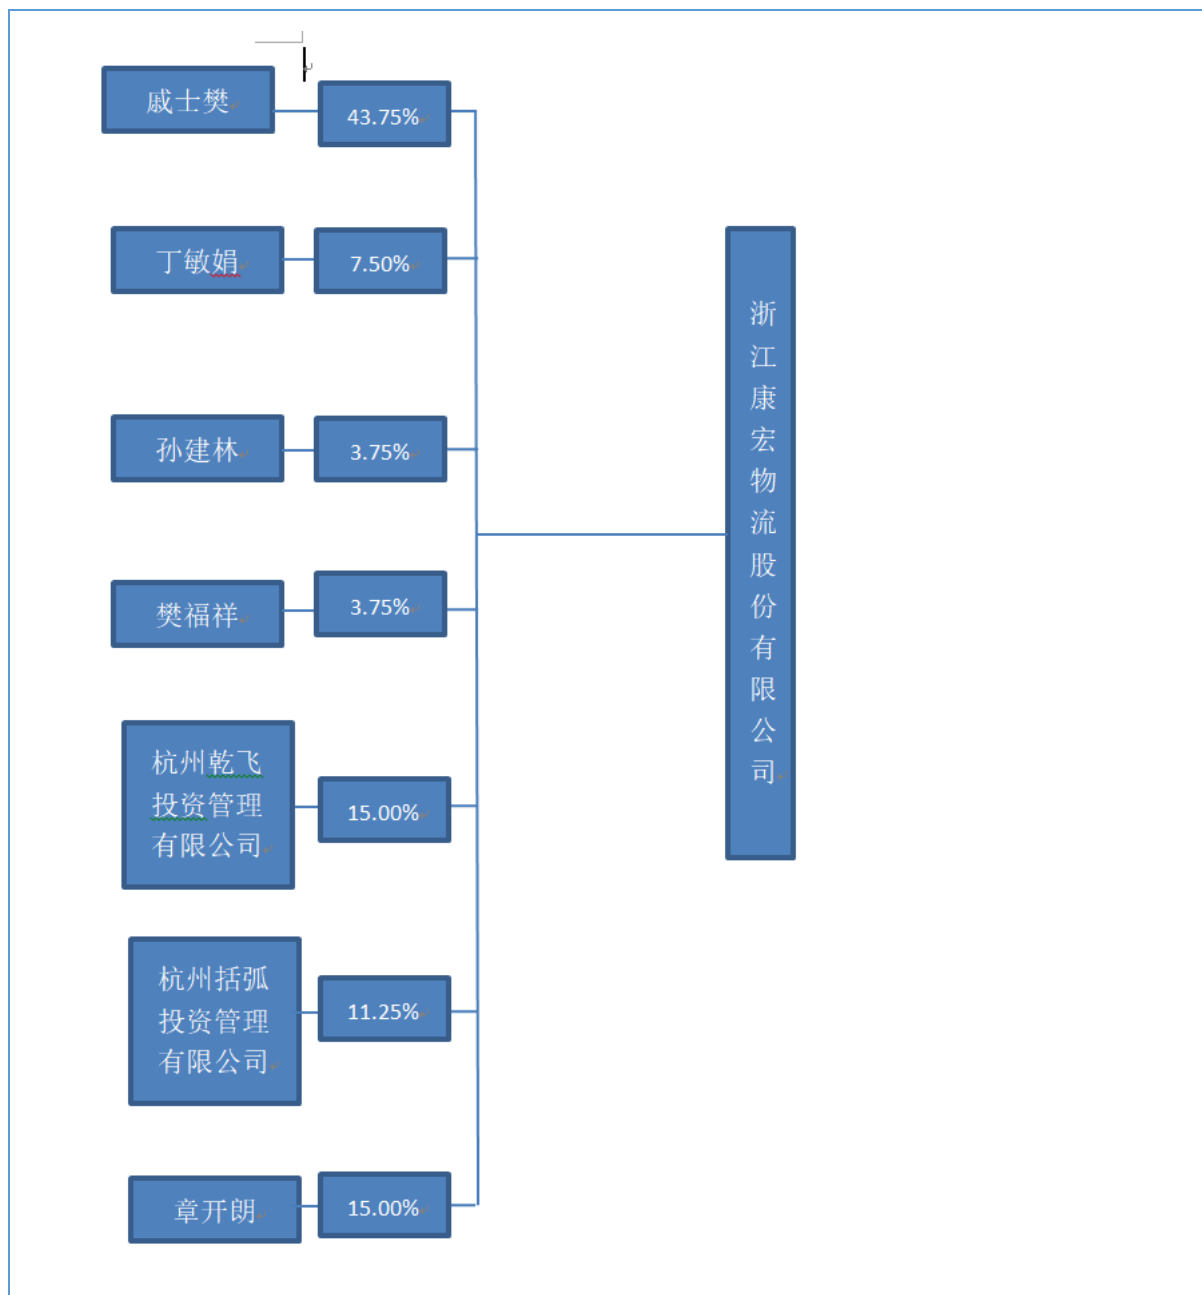 戚士樊
43.75%
丁敏娟
7.50%
孙建林
3.75%
樊福祥
3.75%
杭州乾飞
投资管理
有限公司
15.00%
杭州括弧
投资管理
有限公司
11.25%
章开朗
15.00%
浙江康宏物流股份有限公司